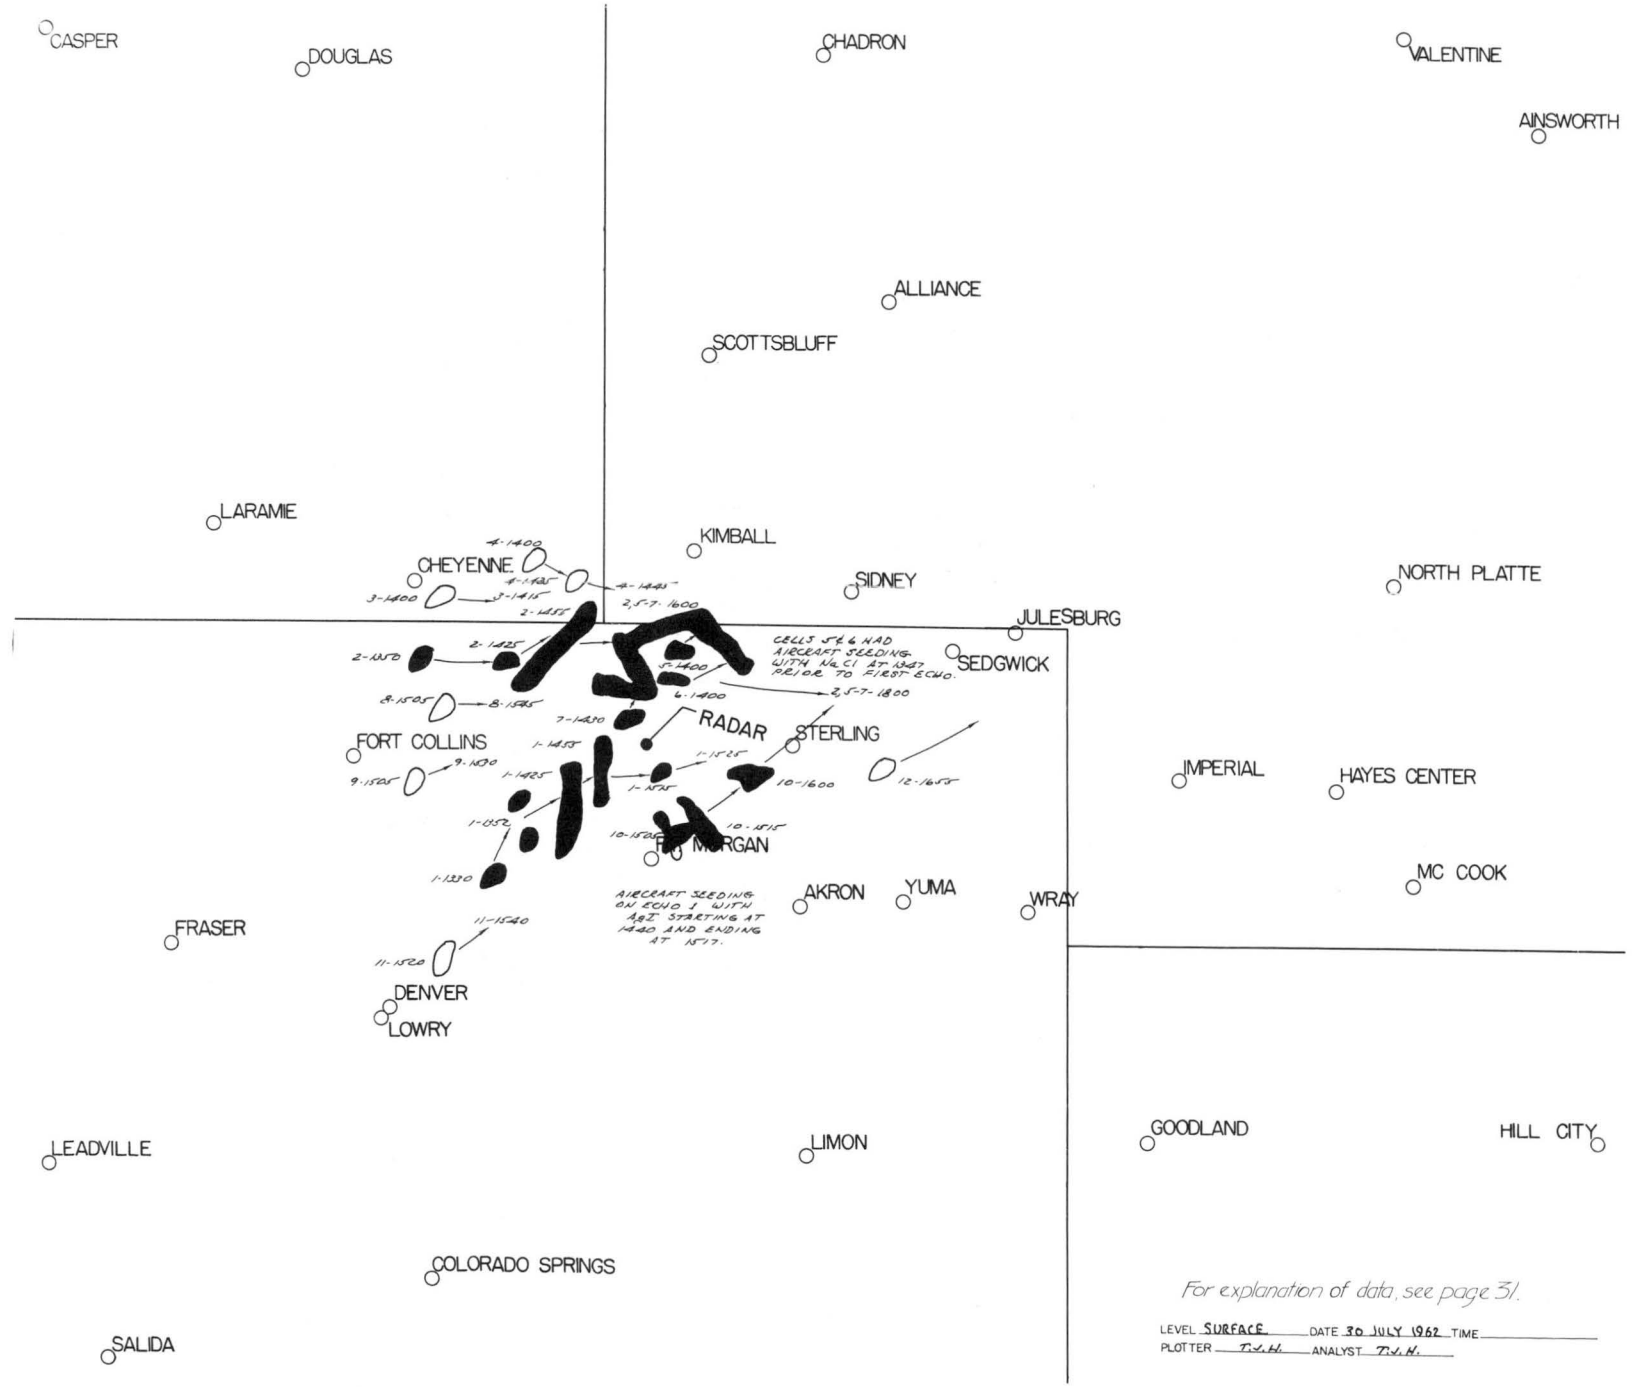 CASPER
DOUGLAS
CHADRON
VALENTINE
AINSWORTH
ALLIANCE
SCOTTSBLUFF
LARAMIE
KIMBALL
4-1400
CHEYENNE
4-1425
4-1445
SIDNEY
NORTH PLATTE
3-1400
3-1415
2-1455
2,5-7-1600
JULESBURG
2-1350
2-1425
CELLS 5 & 6 HAD
AIRCRAFT SEEDING
WITH NaCl AT 1347
PRIOR TO FIRST ECHO.
SEDGWICK
5-1400
6-1400
2,5-7-1800
8-1505
8-1545
7-1430
RADAR
STERLING
FORT COLLINS
1-1455
1-1525
9-1505
9-1530
1-1425
1-1515
10-1600
12-1655
IMPERIAL
HAYES CENTER
1-1352
10-1505
10-1515
FT. MORGAN
1-1330
AIRCRAFT SEEDING
ON ECHO 1 WITH
AgI STARTING AT
1440 AND ENDING
AT 1517.
AKRON
YUMA
WRAY
MC COOK
FRASER
11-1540
11-1520
DENVER
LOWRY
LEADVILLE
LIMON
GOODLAND
HILL CITY
COLORADO SPRINGS
SALIDA
For explanation of data, see page 31.
LEVEL SURFACE DATE 30 JULY 1962 TIME
PLOTTER T.J.H. ANALYST T.J.H.